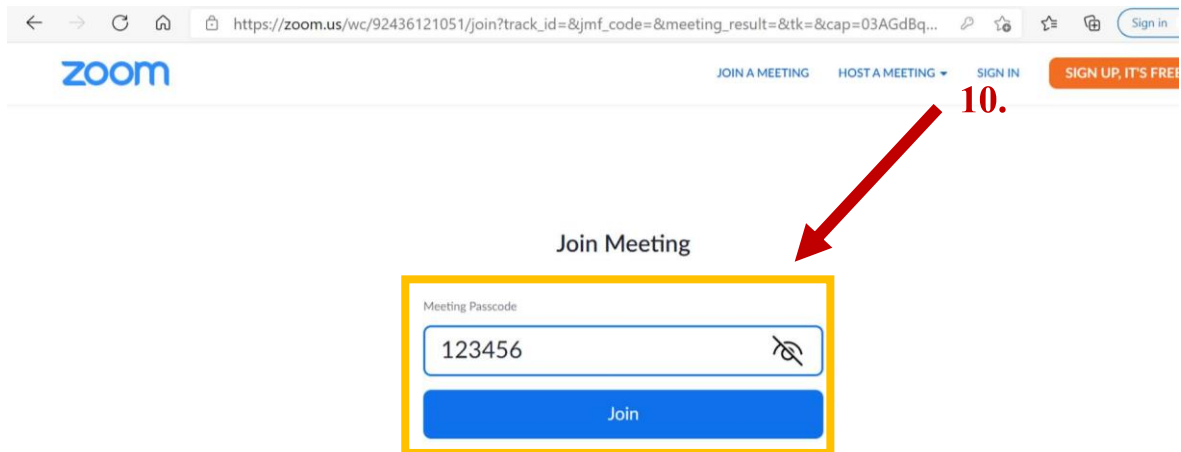 https://zoom.us/wc/92436121051/join?track_id=&jmf_code=&meeting_result=&tk=&cap=03AGdBq... Sign in
zoom JOIN A MEETING HOST A MEETING SIGN IN SIGN UP, IT'S FREE
10.
Join Meeting
Meeting Passcode
123456
Join